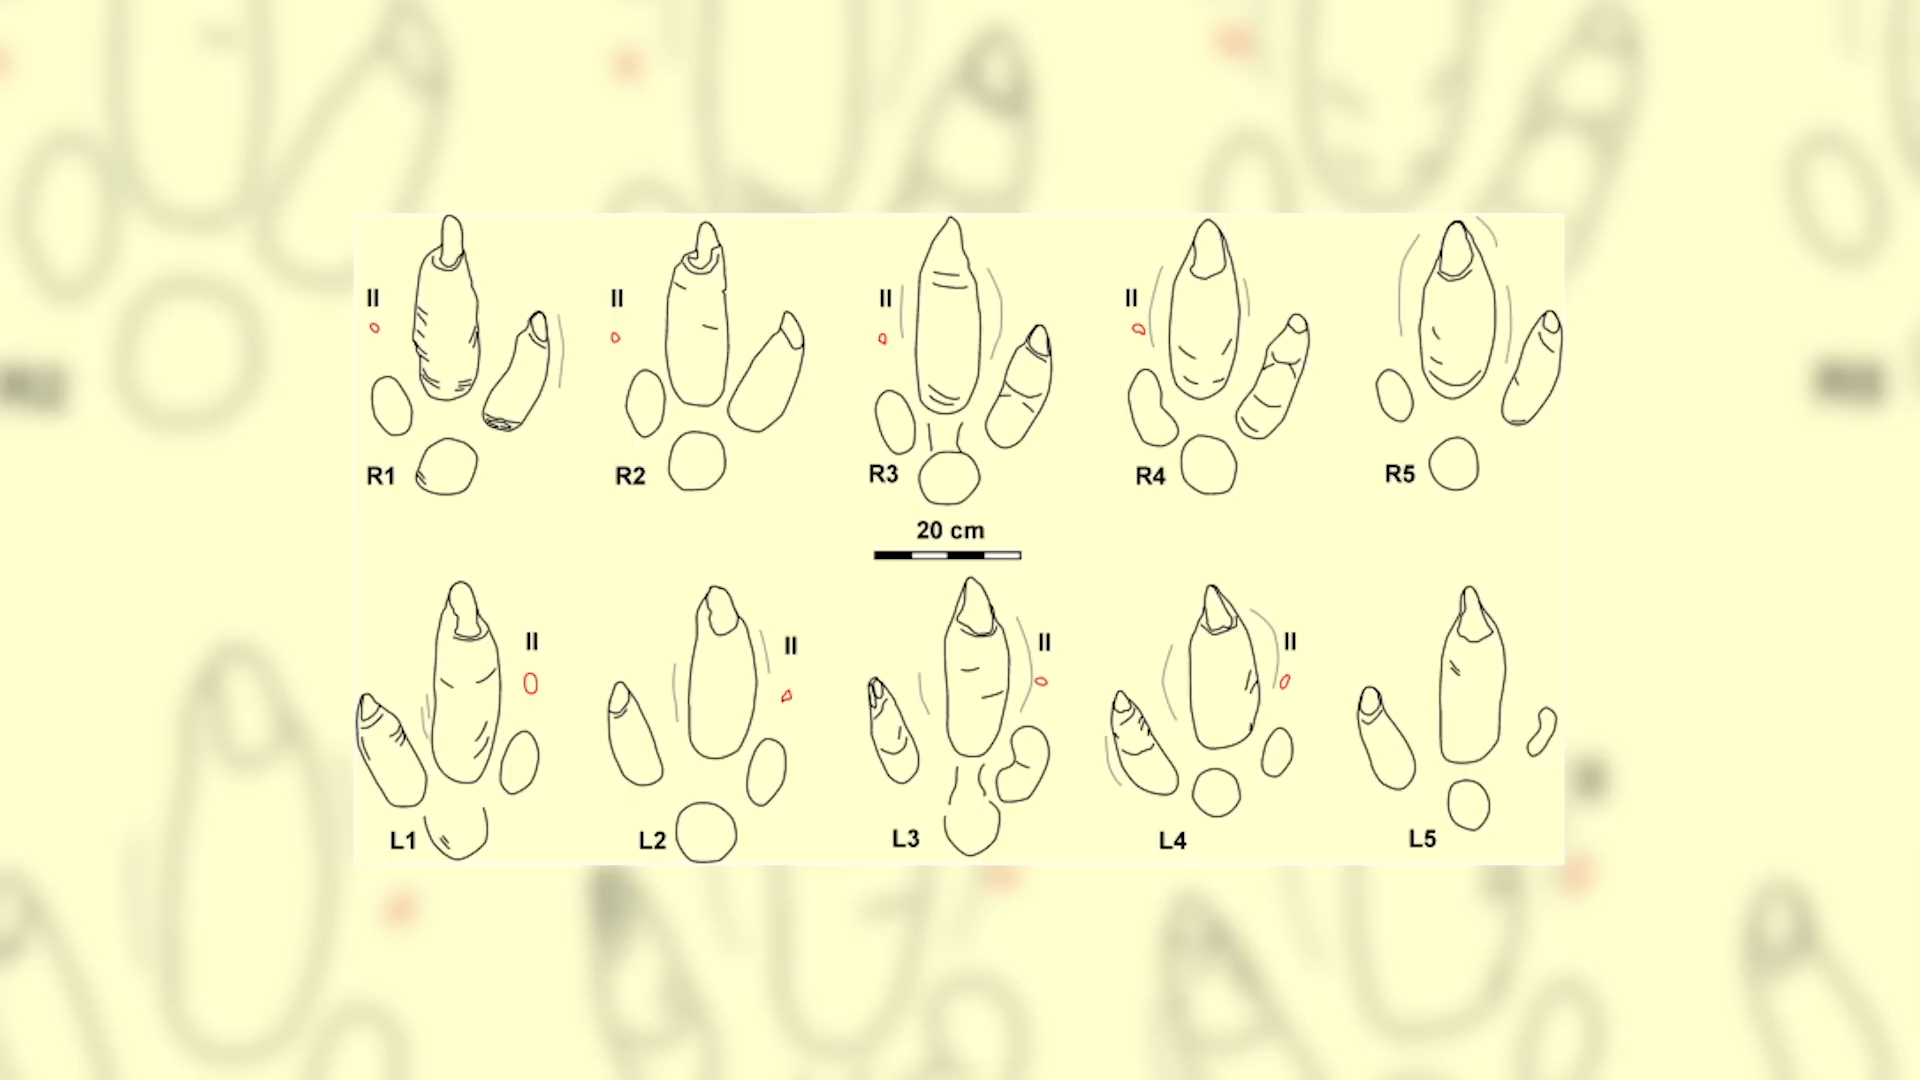 II II II II
R1 R2 R3 R4 R5
20 cm
II II II II
L1 L2 L3 L4 L5